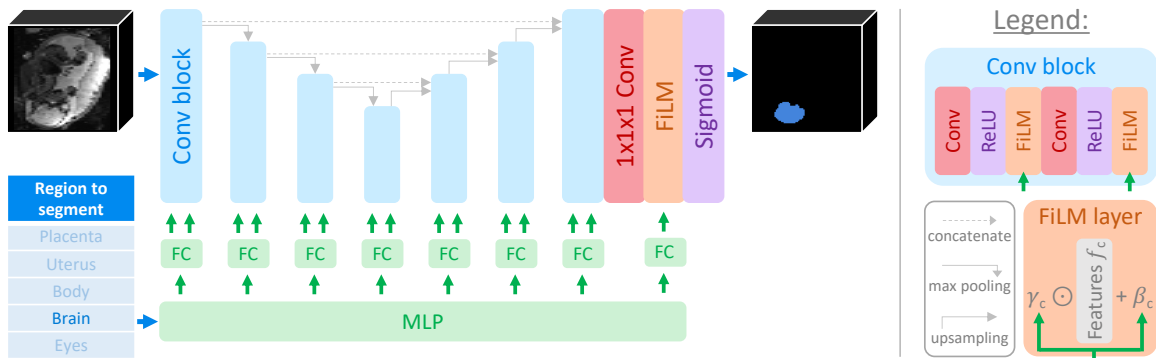 Conv block
1x1x1 Conv
FiLM
Sigmoid
Region to
segment
Placenta
Uterus
Body
Brain
Eyes
FC FC FC FC FC FC FC FC
MLP
Legend:
Conv block
Conv
ReLU
FiLM
Conv
ReLU
FiLM
concatenate
max pooling
upsampling
FiLM layer
γc ⊙ Features fc + βc